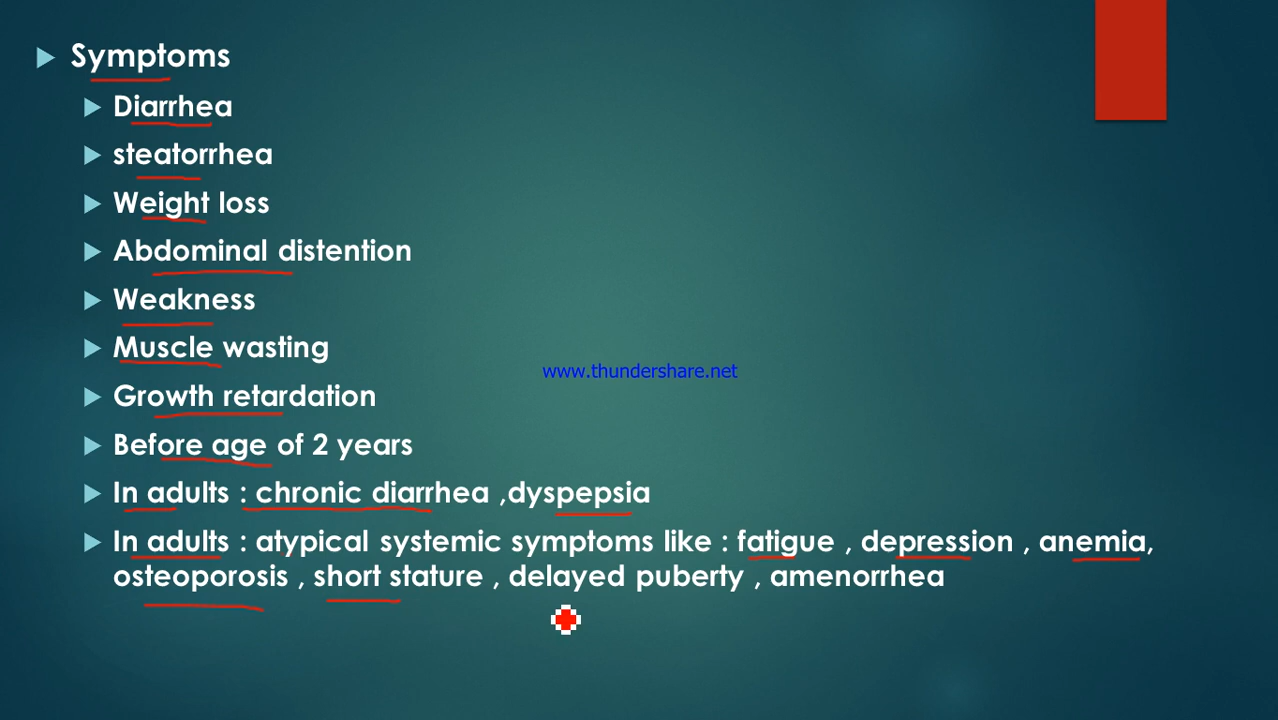 Symptoms
Diarrhea
steatorrhea
Weight loss
Abdominal distention
Weakness
Muscle wasting
www.thundershare.net
Growth retardation
Before age of 2 years
In adults : chronic diarrhea ,dyspepsia
In adults : atypical systemic symptoms like : fatigue , depression , anemia,
osteoporosis , short stature , delayed puberty , amenorrhea